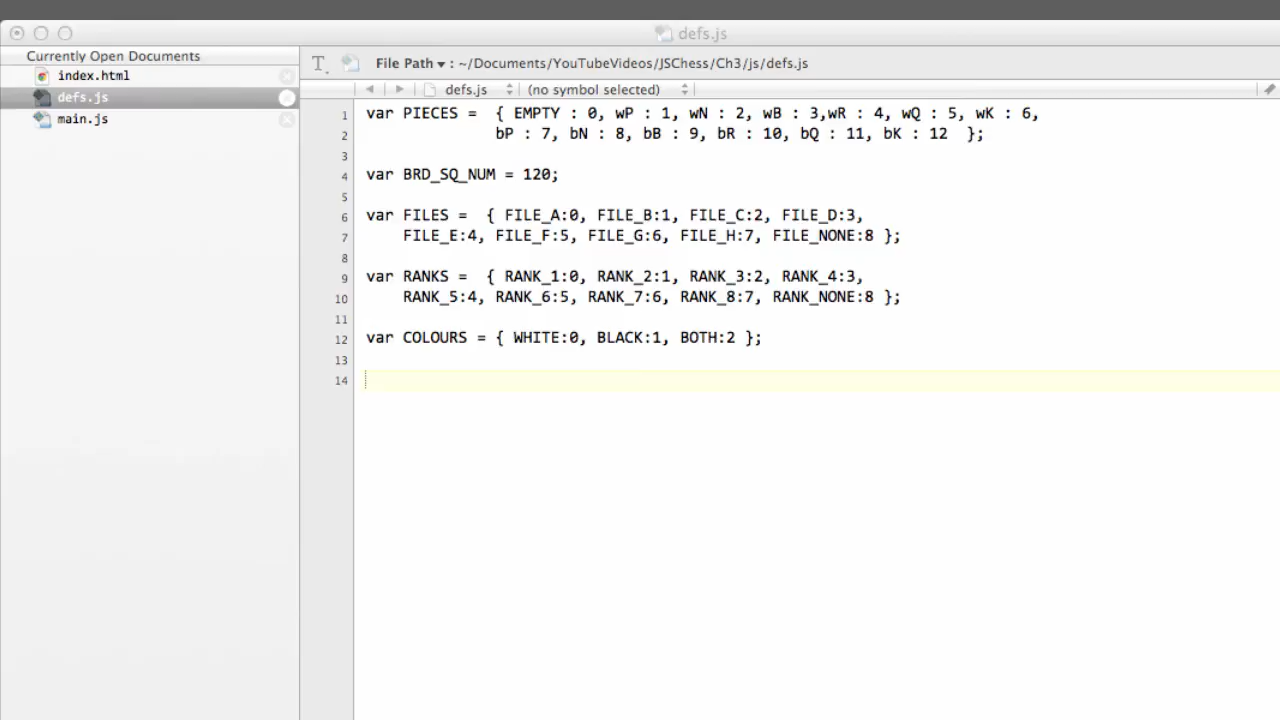 defs.js
Currently Open Documents
index.html
defs.js
main.js
File Path ▾ : ~/Documents/YouTubeVideos/JSChess/Ch3/js/defs.js
defs.js (no symbol selected)
1 var PIECES = { EMPTY : 0, wP : 1, wN : 2, wB : 3,wR : 4, wQ : 5, wK : 6,
2 bP : 7, bN : 8, bB : 9, bR : 10, bQ : 11, bK : 12 };
3
4 var BRD_SQ_NUM = 120;
5
6 var FILES = { FILE_A:0, FILE_B:1, FILE_C:2, FILE_D:3,
7 FILE_E:4, FILE_F:5, FILE_G:6, FILE_H:7, FILE_NONE:8 };
8
9 var RANKS = { RANK_1:0, RANK_2:1, RANK_3:2, RANK_4:3,
10 RANK_5:4, RANK_6:5, RANK_7:6, RANK_8:7, RANK_NONE:8 };
11
12 var COLOURS = { WHITE:0, BLACK:1, BOTH:2 };
13
14